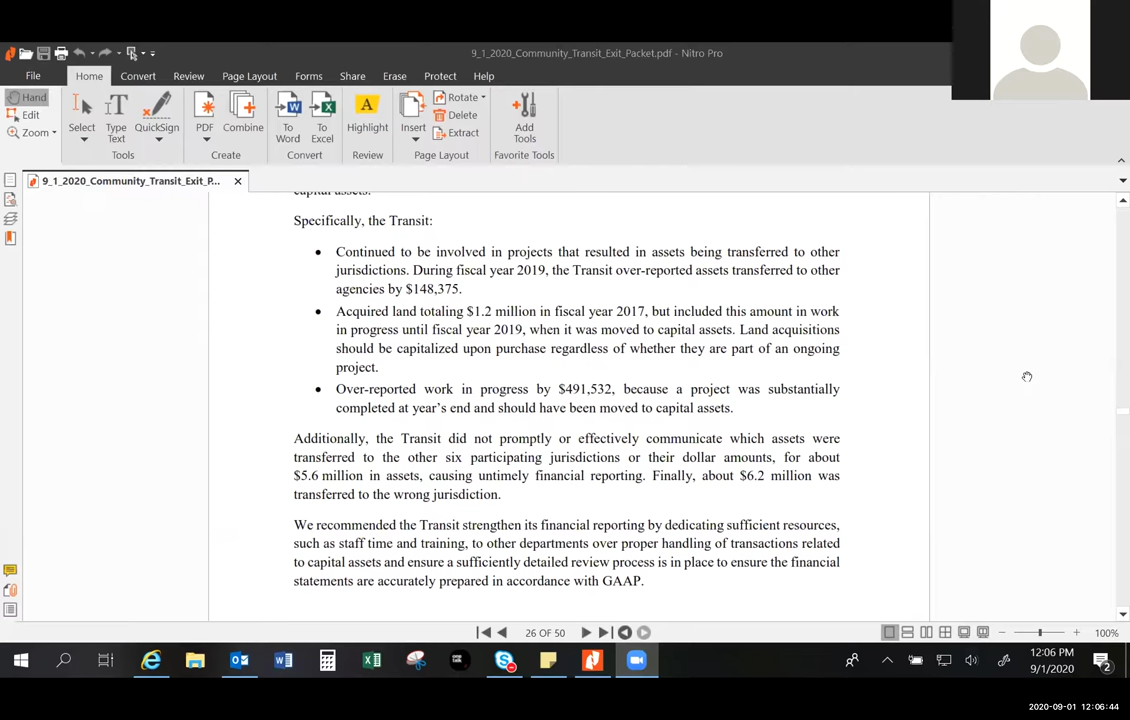 9_1_2020_Community_Transit_Exit_Packet.pdf - Nitro Pro
File Home Convert Review Page Layout Forms Share Erase Protect Help
Hand
Edit
Zoom
Select
Type Text
QuickSign
PDF
Combine
To Word
To Excel
Highlight
Insert
Rotate
Delete
Extract
Add Tools
Tools Create Convert Review Page Layout Favorite Tools
9_1_2020_Community_Transit_Exit_P...
capital assets.
Specifically, the Transit:
• Continued to be involved in projects that resulted in assets being transferred to other
jurisdictions. During fiscal year 2019, the Transit over-reported assets transferred to other
agencies by $148,375.
• Acquired land totaling $1.2 million in fiscal year 2017, but included this amount in work
in progress until fiscal year 2019, when it was moved to capital assets. Land acquisitions
should be capitalized upon purchase regardless of whether they are part of an ongoing
project.
• Over-reported work in progress by $491,532, because a project was substantially
completed at year’s end and should have been moved to capital assets.
Additionally, the Transit did not promptly or effectively communicate which assets were
transferred to the other six participating jurisdictions or their dollar amounts, for about
$5.6 million in assets, causing untimely financial reporting. Finally, about $6.2 million was
transferred to the wrong jurisdiction.
We recommended the Transit strengthen its financial reporting by dedicating sufficient resources,
such as staff time and training, to other departments over proper handling of transactions related
to capital assets and ensure a sufficiently detailed review process is in place to ensure the financial
statements are accurately prepared in accordance with GAAP.
26 OF 50
100%
12:06 PM
9/1/2020
2
2020-09-01 12:06:44